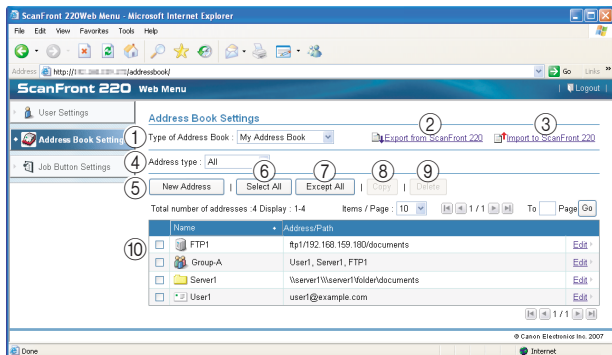 ScanFront 220Web Menu - Microsoft Internet Explorer
File Edit View Favorites Tools Help
Address http://1 /addressbook/ Go Links »
ScanFront 220 Web Menu | Logout |
User Settings
Address Book Settings
Address Book Setting
① Type of Address Book : My Address Book ② Export from ScanFront 220 ③ Import to ScanFront 220
Job Button Settings
④ Address type : All
⑤ New Address | ⑥ Select All ⑦ Except All | ⑧ Copy | ⑨ Delete
Total number of addresses :4 Display : 1-4 Items / Page : 10 1 / 1 To Page Go
⑩ Name Address/Path
FTP1 ftp1/192.168.159.180/documents Edit
Group-A User1, Server1, FTP1 Edit
Server1 \\server1\\\server1\folder\documents Edit
User1 user1@example.com Edit
1 / 1
© Canon Electronics Inc. 2007
Done Internet